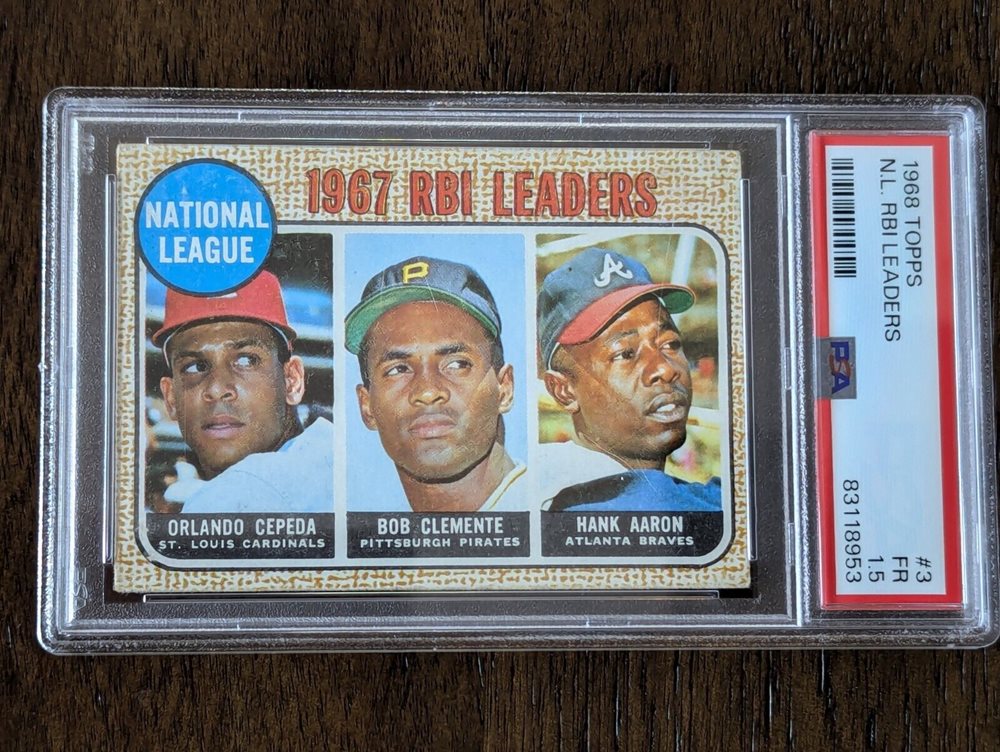 1967 RBI LEADERS
NATIONAL
LEAGUE
P
A
ORLANDO CEPEDA
ST. LOUIS CARDINALS
BOB CLEMENTE
PITTSBURGH PIRATES
HANK AARON
ATLANTA BRAVES
1968 TOPPS
N.L. RBI LEADERS
PSA
#3
FR
1.5
83118953